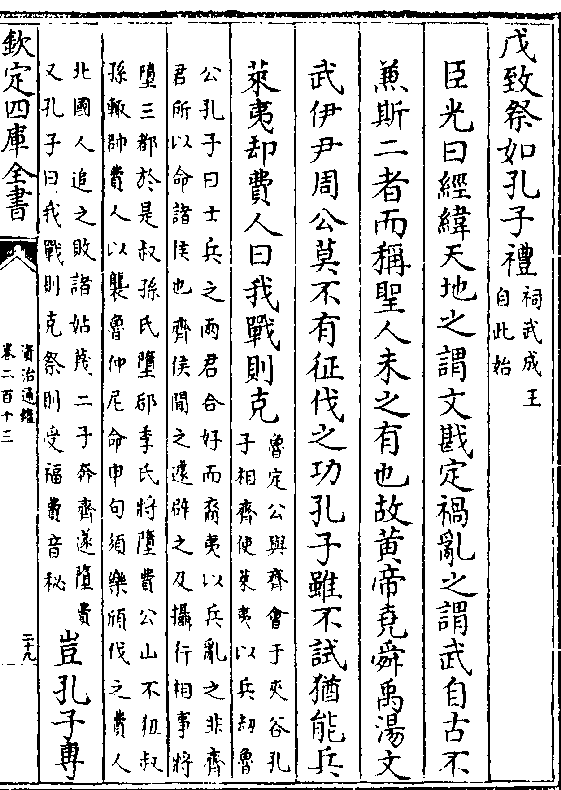 戊致祭如孔子禮
祠武成王
自此始
臣光曰經緯天地之謂文戡定禍亂之謂武自古不
兼斯二者而稱聖人未之有也故黄帝堯舜禹湯文
武伊尹周公莫不有征伐之功孔子雖不試猶能兵
萊夷却費人曰我戰則克
魯定公與齊會于夾谷孔
子相齊使萊夷以兵刼魯
公孔子曰士兵之兩君合好而裔夷以兵亂之非齊
君所以命諸侯也齊侯聞之遽辟之及攝行相事將
墮三都於是叔孫氏墮郈季氏將墮費公山不狃叔
孫輒帥費人以襲魯仲尼命申句須樂頎伐之費人
北國人追之敗諸姑蔑二子奔齊遂墮費
又孔子曰我戰則克祭則受福費音秘
豈孔子專
欽定四庫全書
資治通鑑
卷二百十三
二十九